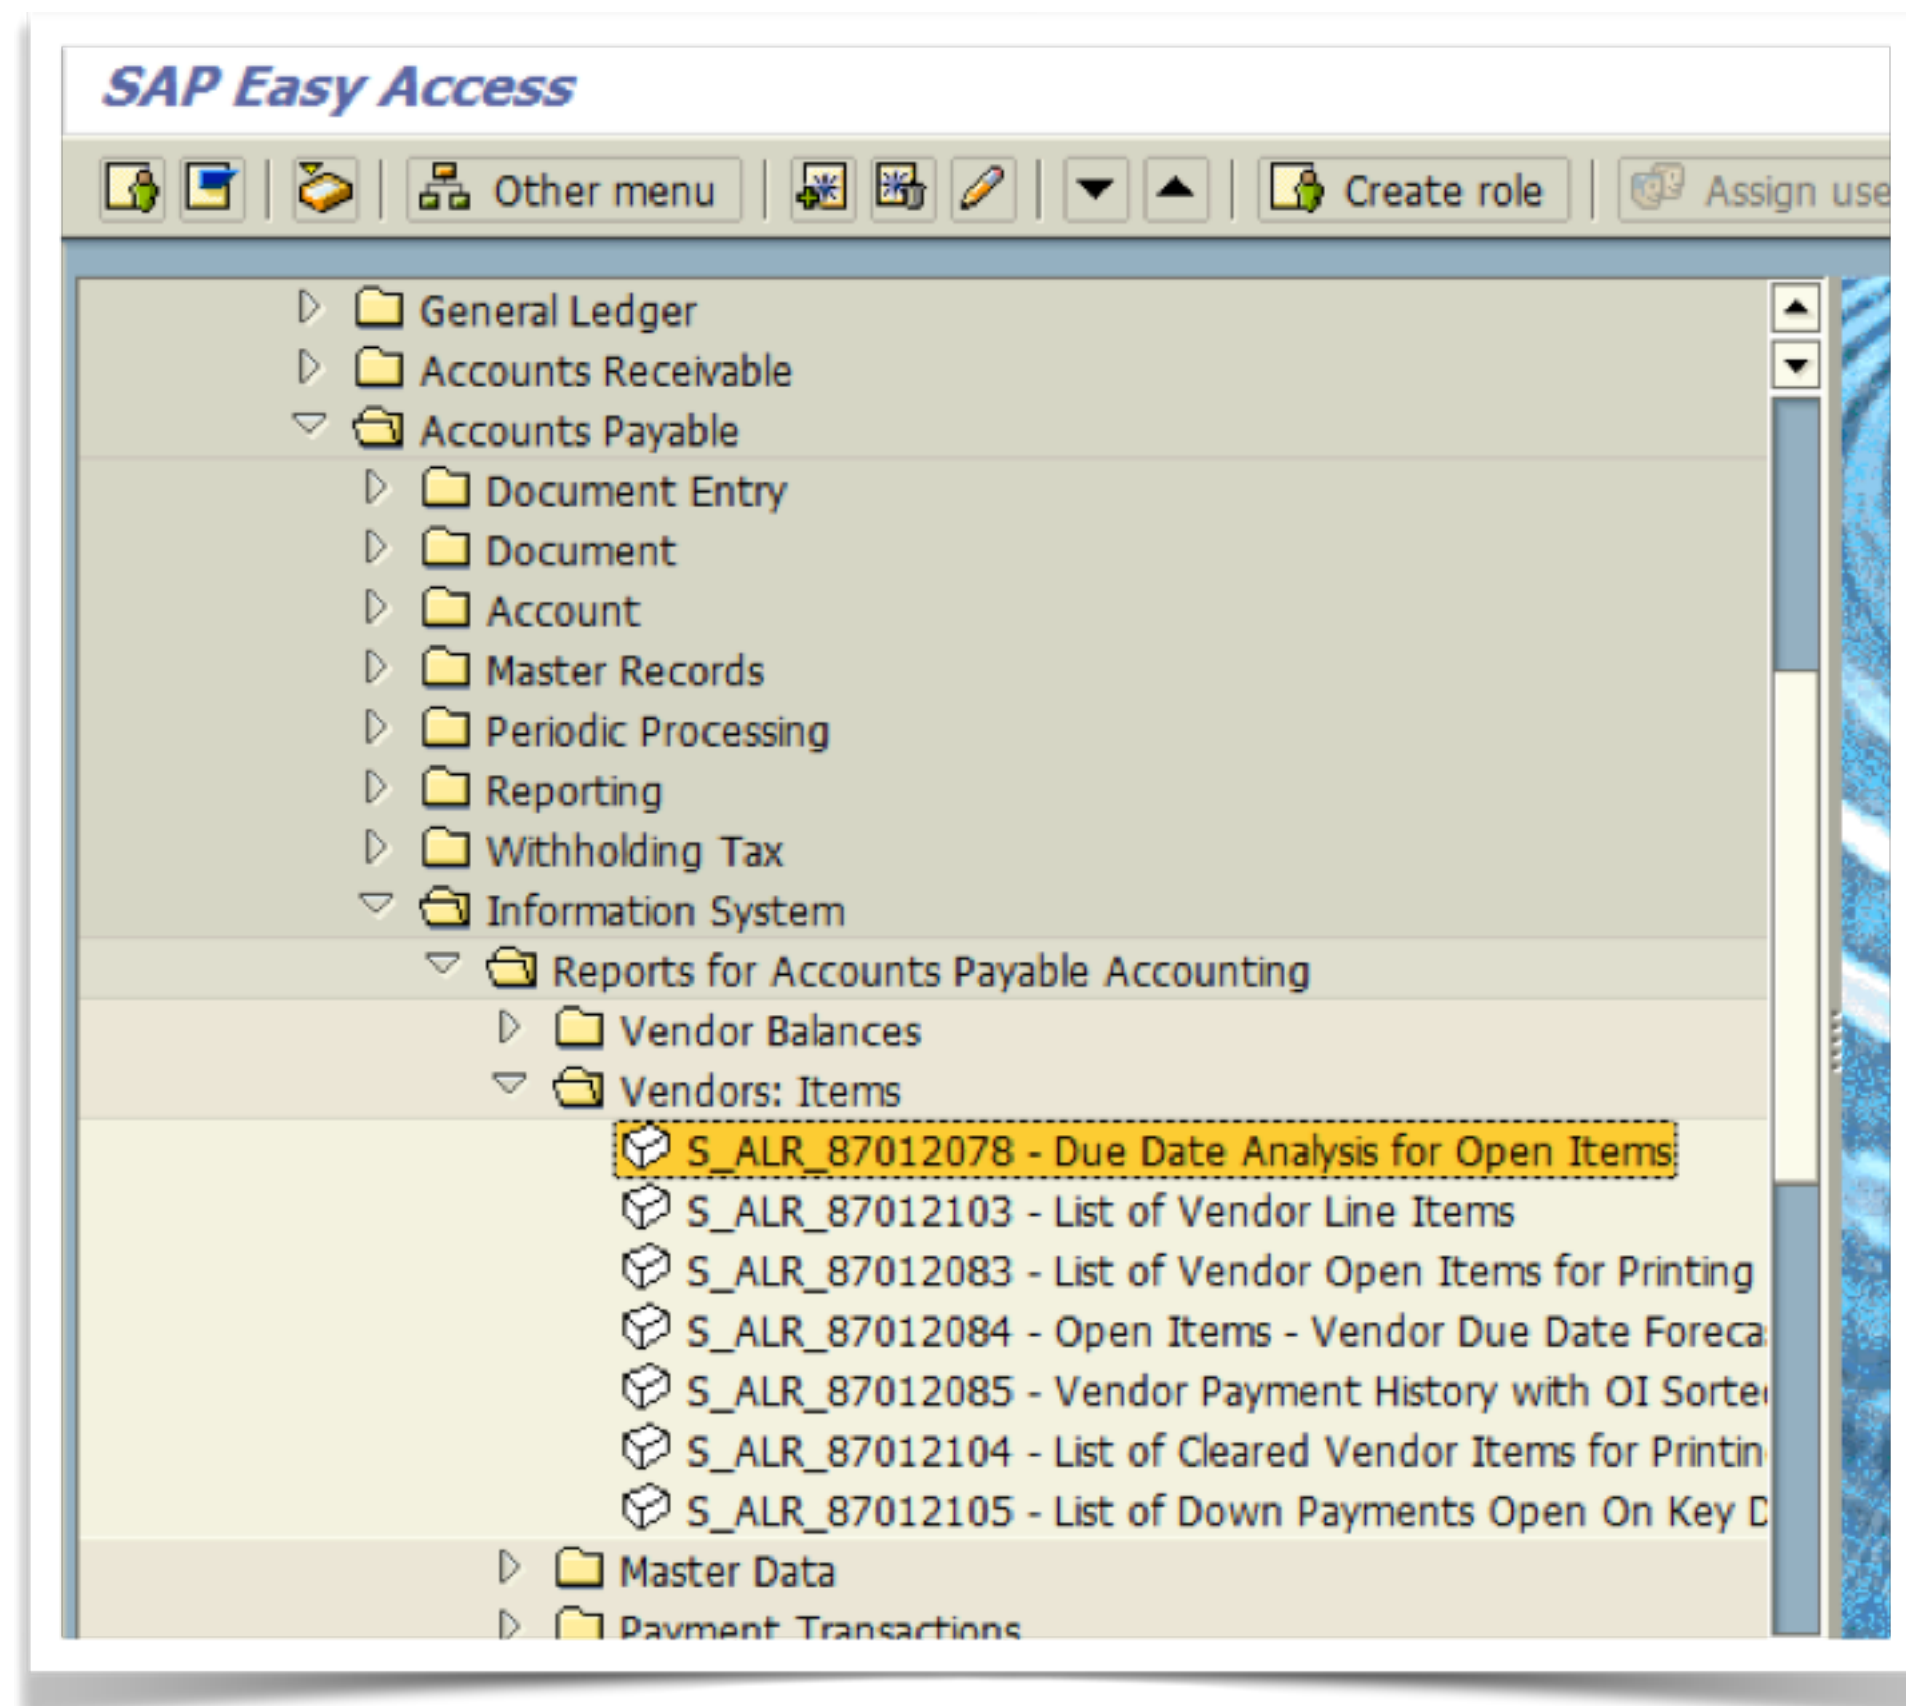 SAP Easy Access
Other menu Create role Assign
General Ledger
Accounts Receivable
Accounts Payable
Document Entry
Document
Account
Master Records
Periodic Processing
Reporting
Withholding Tax
Information System
Reports for Accounts Payable Accounting
Vendor Balances
Vendors: Items
S_ALR_87012078 - Due Date Analysis for Open Items
S_ALR_87012103 - List of Vendor Line Items
S_ALR_87012083 - List of Vendor Open Items for Printing
S_ALR_87012084 - Open Items - Vendor Due Date
S_ALR_87012085 - Vendor Payment History with OI
S_ALR_87012104 - List of Cleared Vendor Items for
S_ALR_87012105 - List of Down Payments Open On Key
Master Data
Payment Transactions